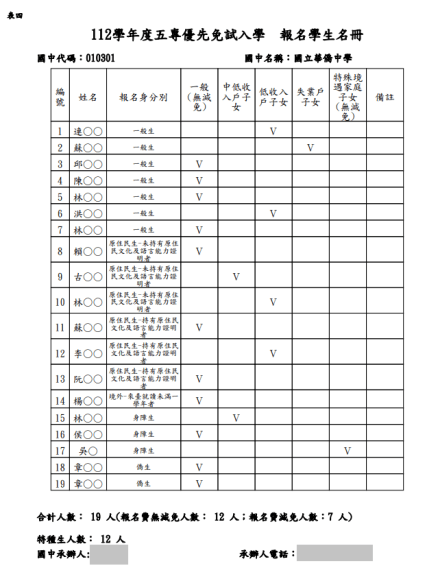 表四
112學年度五專優先免試入學　報名學生名冊
國中代碼：010301　國中名稱：國立華僑中學
編號　姓名　報名身分別　一般（無減免）　中低收入戶子女　低收入戶子女　失業戶子女　特殊境遇家庭子女（無減免）　備註
1　連○○　一般生　V
2　蘇○○　一般生　V
3　邱○○　一般生　V
4　陳○○　一般生　V
5　林○○　一般生　V
6　洪○○　一般生　V
7　林○○　一般生　V
8　賴○○　原住民生-未持有原住民文化及語言能力證明者　V
9　古○○　原住民生-未持有原住民文化及語言能力證明者　V
10　林○○　原住民生-未持有原住民文化及語言能力證明者　V
11　蘇○○　原住民生-持有原住民文化及語言能力證明者　V
12　李○○　原住民生-持有原住民文化及語言能力證明者　V
13　阮○○　原住民生-持有原住民文化及語言能力證明者　V
14　楊○○　境外-來臺就讀未滿一學年者　V
15　林○○　身障生　V
16　侯○○　身障生　V
17　吳○　身障生　V
18　章○○　僑生　V
19　章○○　僑生　V
合計人數： 19 人(報名費無減免人數： 12 人；報名費減免人數：7 人)
特種生人數： 12 人
國中承辦人:　承辦人電話：